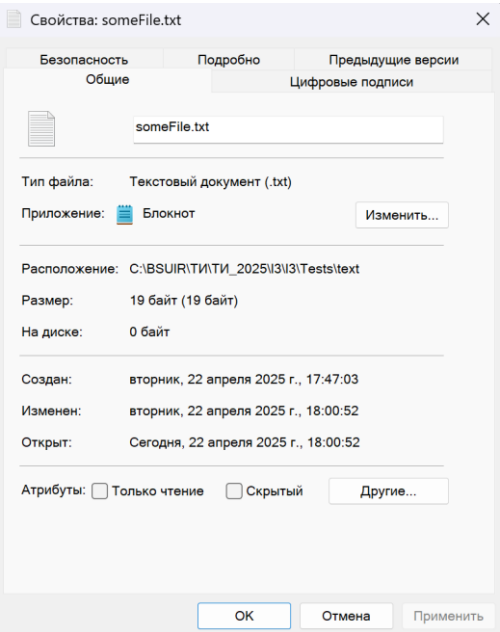 Свойства: someFile.txt
Безопасность Подробно Предыдущие версии
Общие Цифровые подписи
someFile.txt
Тип файла: Текстовый документ (.txt)
Приложение: Блокнот Изменить...
Расположение: C:\BSUIR\ТИ\ТИ_2025\l3\l3\Tests\text
Размер: 19 байт (19 байт)
На диске: 0 байт
Создан: вторник, 22 апреля 2025 г., 17:47:03
Изменен: вторник, 22 апреля 2025 г., 18:00:52
Открыт: Сегодня, 22 апреля 2025 г., 18:00:52
Атрибуты: Только чтение Скрытый Другие...
ОК Отмена Применить